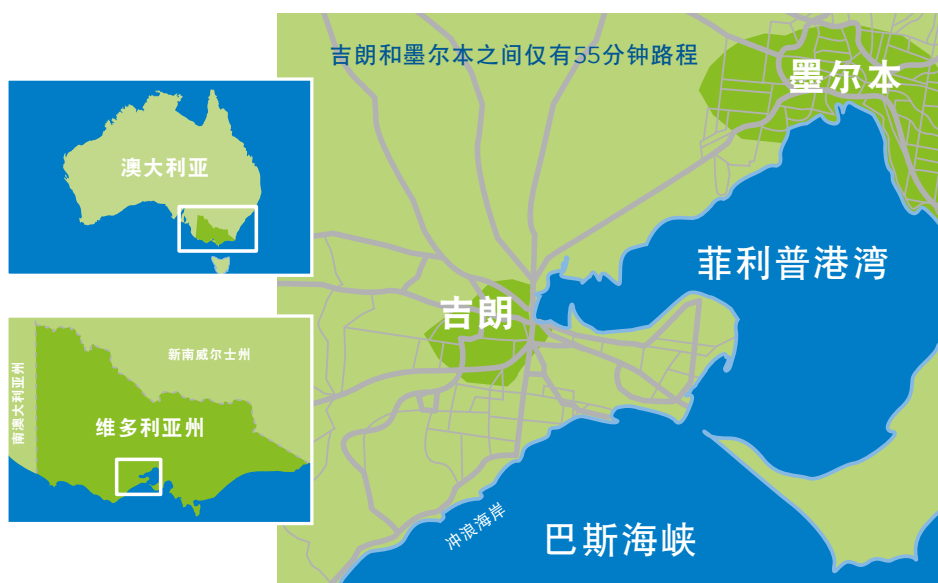 吉朗和墨尔本之间仅有55分钟路程
墨尔本
澳大利亚
菲利普港湾
吉朗
新南威尔士州
南澳大利亚州
维多利亚州
冲浪海岸
巴斯海峡